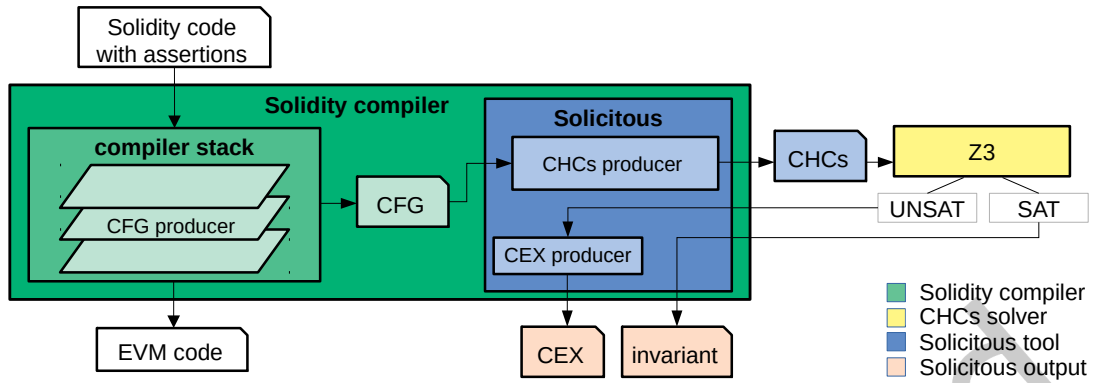 Solidity code
with assertions
Solidity compiler
compiler stack
CFG producer
CFG
Solicitous
CHCs producer
CEX producer
CHCs
Z3
UNSAT
SAT
EVM code
CEX
invariant
Solidity compiler
CHCs solver
Solicitous tool
Solicitous output